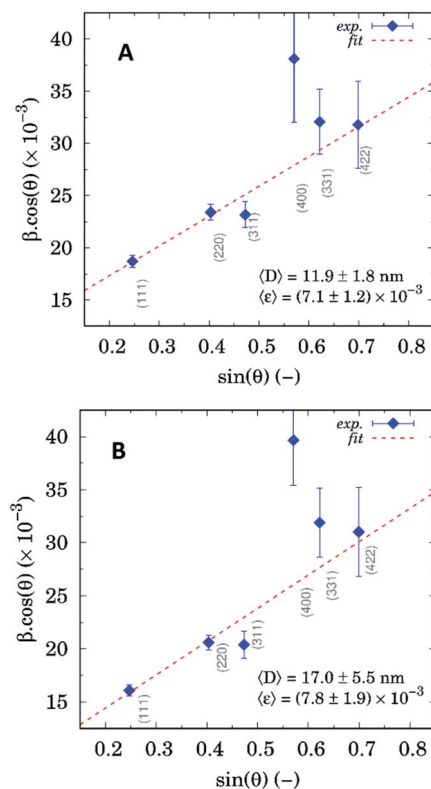 A
exp.
fit
β.cos(θ) (× 10⁻³)
40
35
30
25
20
15
(111)
(220)
(311)
(400)
(331)
(422)
⟨D⟩ = 11.9 ± 1.8 nm
⟨ε⟩ = (7.1 ± 1.2) × 10⁻³
0.2 0.3 0.4 0.5 0.6 0.7 0.8
sin(θ) (–)
B
exp.
fit
β.cos(θ) (× 10⁻³)
40
35
30
25
20
15
(111)
(220)
(311)
(400)
(331)
(422)
⟨D⟩ = 17.0 ± 5.5 nm
⟨ε⟩ = (7.8 ± 1.9) × 10⁻³
0.2 0.3 0.4 0.5 0.6 0.7 0.8
sin(θ) (–)